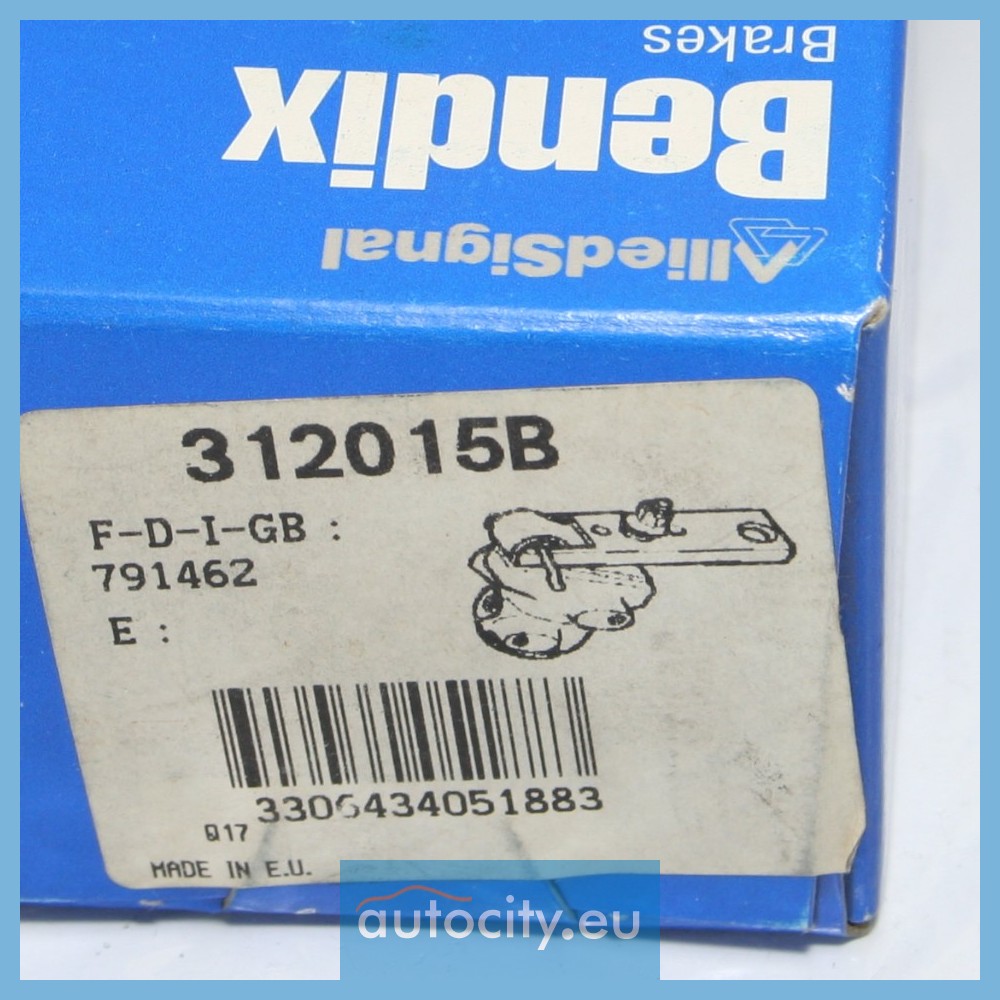 Brakes
Bendix
AlliedSignal
312015B
F-D-I-GB :
791462
E :
3306434051883
Q17
MADE IN E.U.
autocity.eu